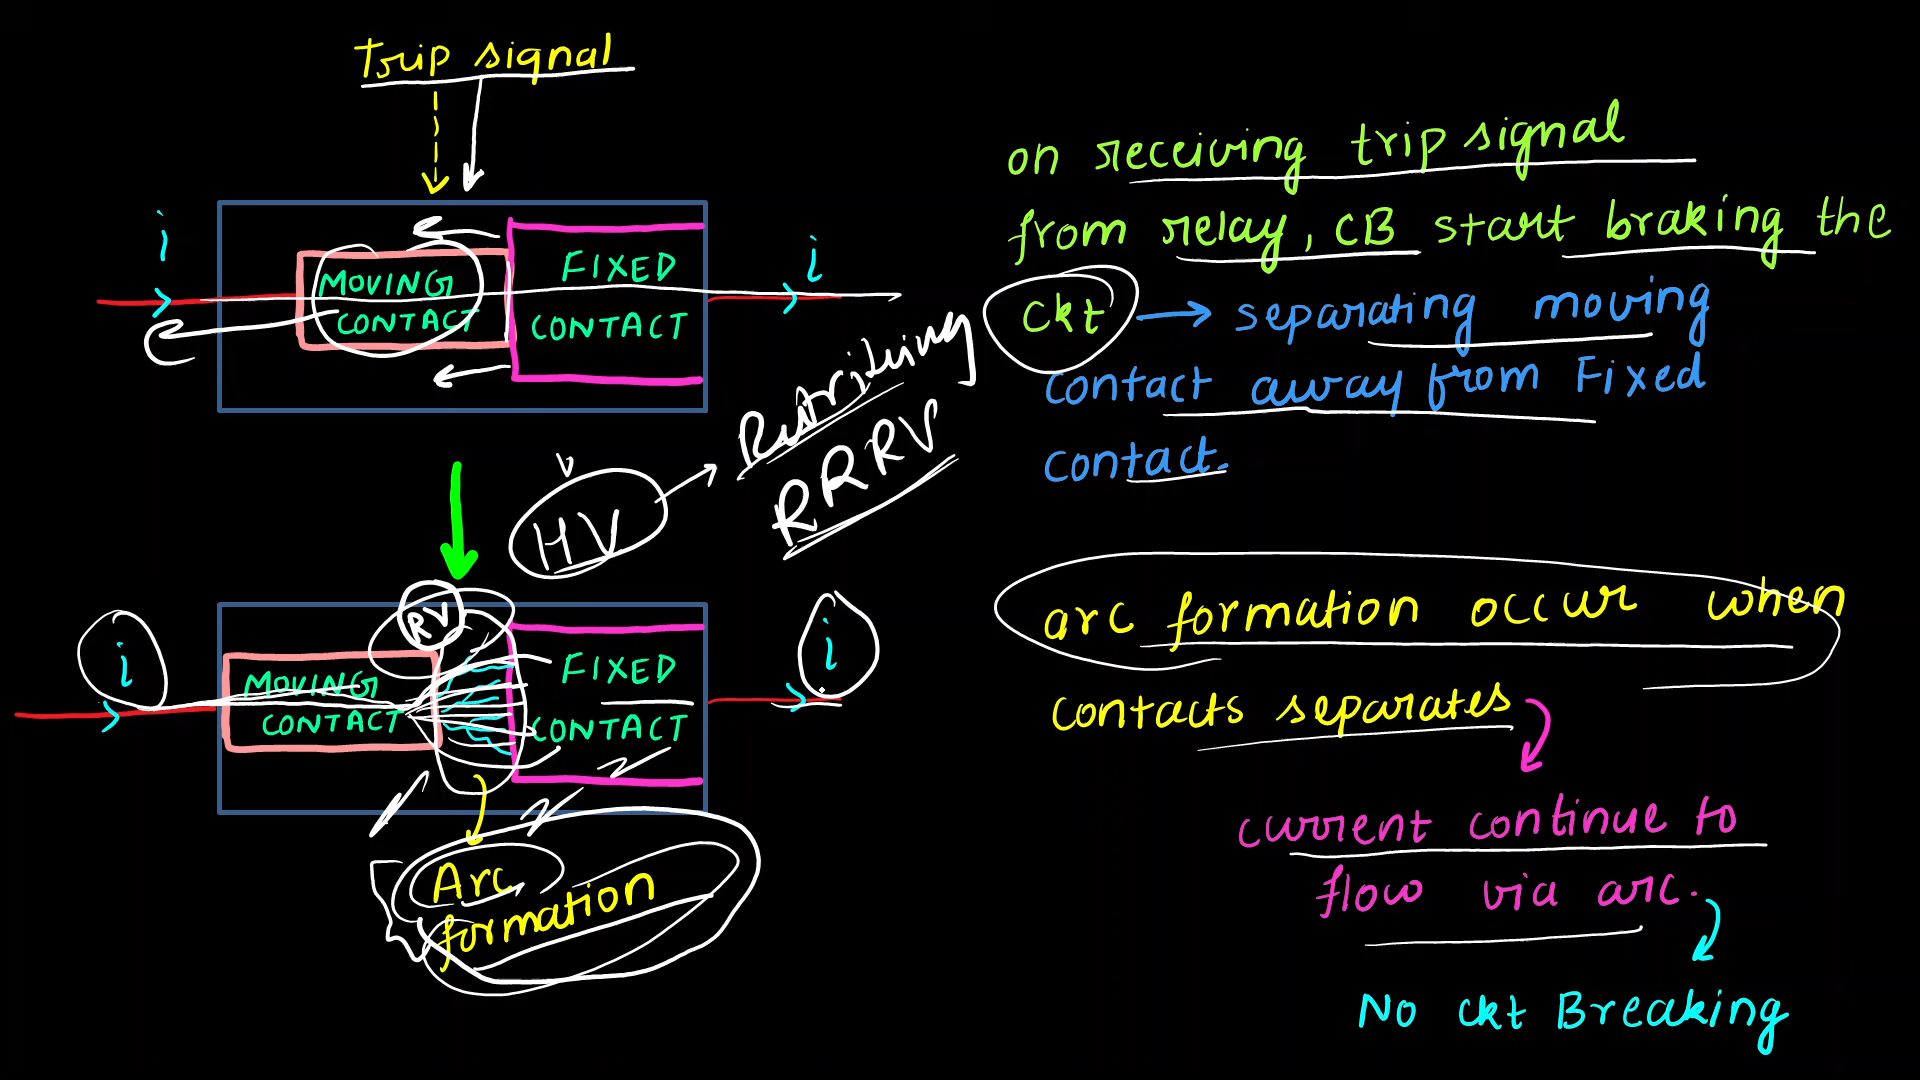 Trip signal
i
MOVING
CONTACT
FIXED
CONTACT
i
on receiving trip signal
from relay, CB start braking the
ckt → separating moving
contact away from Fixed
contact.
V
HV
RRRV
i
RV
MOVING
CONTACT
FIXED
CONTACT
i
Arc
formation
arc formation occur when
contacts separates
current continue to
flow via arc.
No ckt Breaking